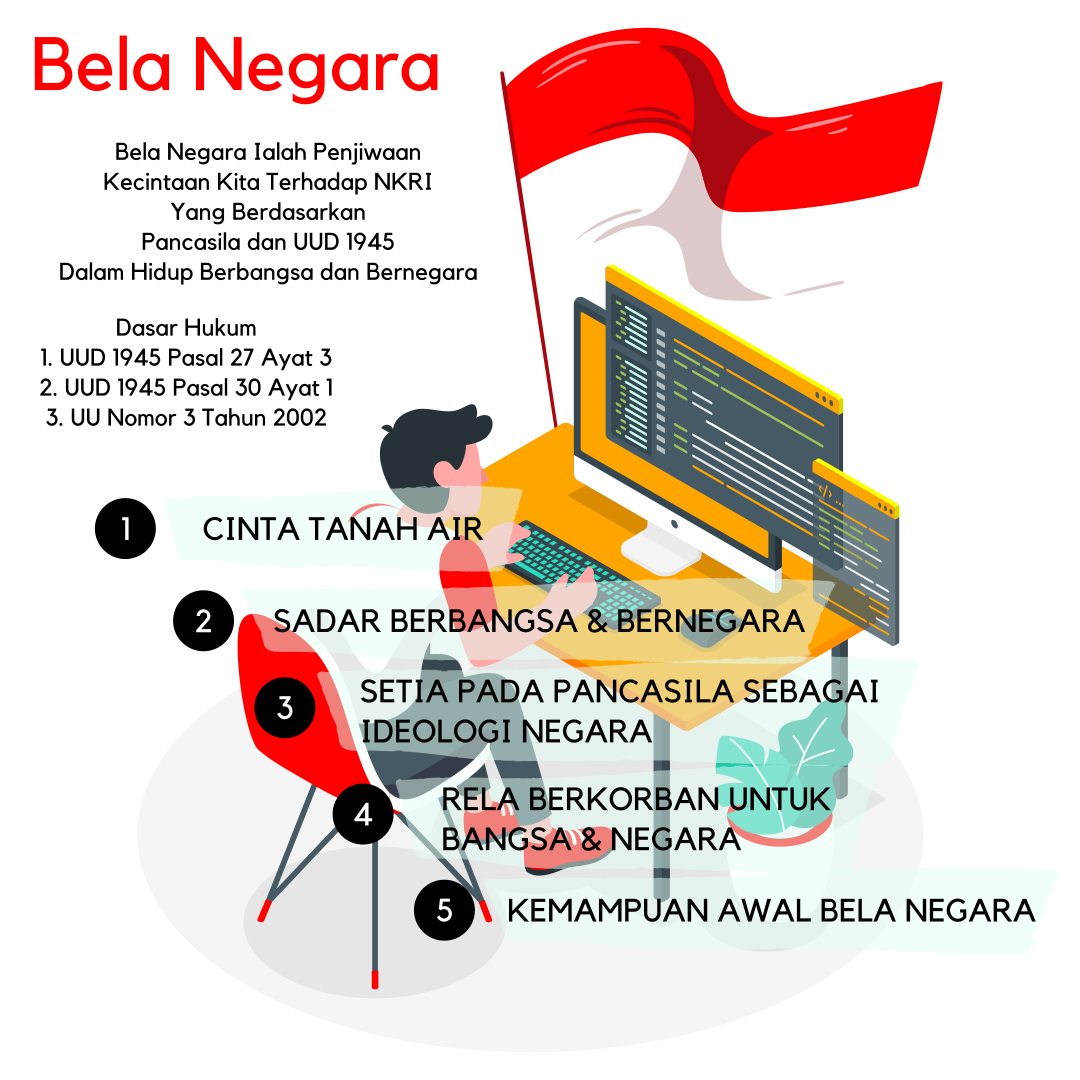 Bela Negara
Bela Negara Ialah Penjiwaan
Kecintaan Kita Terhadap NKRI
Yang Berdasarkan
Pancasila dan UUD 1945
Dalam Hidup Berbangsa dan Bernegara
Dasar Hukum
1. UUD 1945 Pasal 27 Ayat 3
2. UUD 1945 Pasal 30 Ayat 1
3. UU Nomor 3 Tahun 2002
</>...
1 CINTA TANAH AIR
2 SADAR BERBANGSA & BERNEGARA
3 SETIA PADA PANCASILA SEBAGAI
IDEOLOGI NEGARA
4 RELA BERKORBAN UNTUK
BANGSA & NEGARA
5 KEMAMPUAN AWAL BELA NEGARA